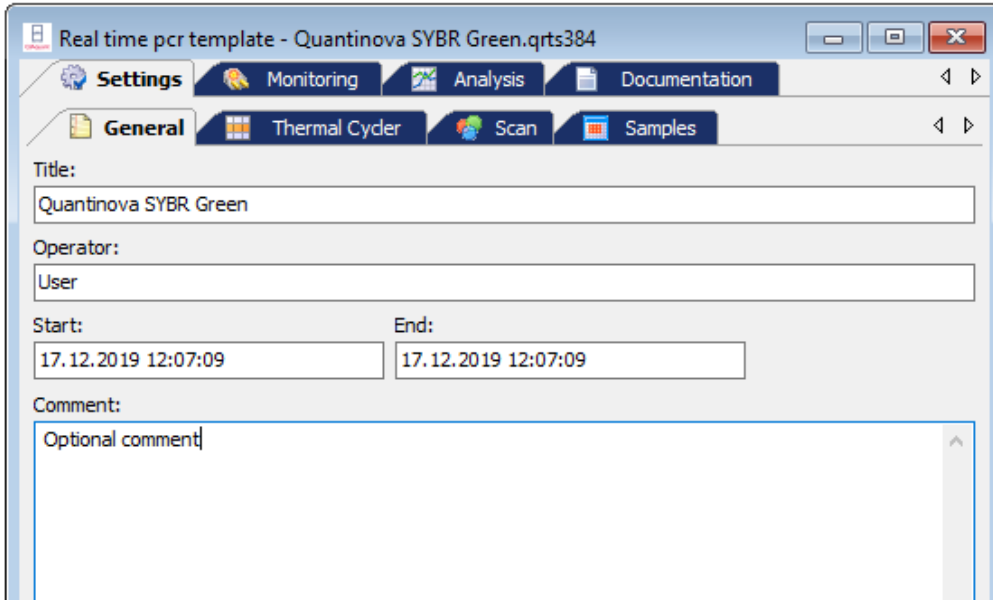 Real time pcr template - Quantinova SYBR Green.qrts384
Settings Monitoring Analysis Documentation
General Thermal Cycler Scan Samples
Title:
Quantinova SYBR Green
Operator:
User
Start: End:
17.12.2019 12:07:09 17.12.2019 12:07:09
Comment:
Optional comment